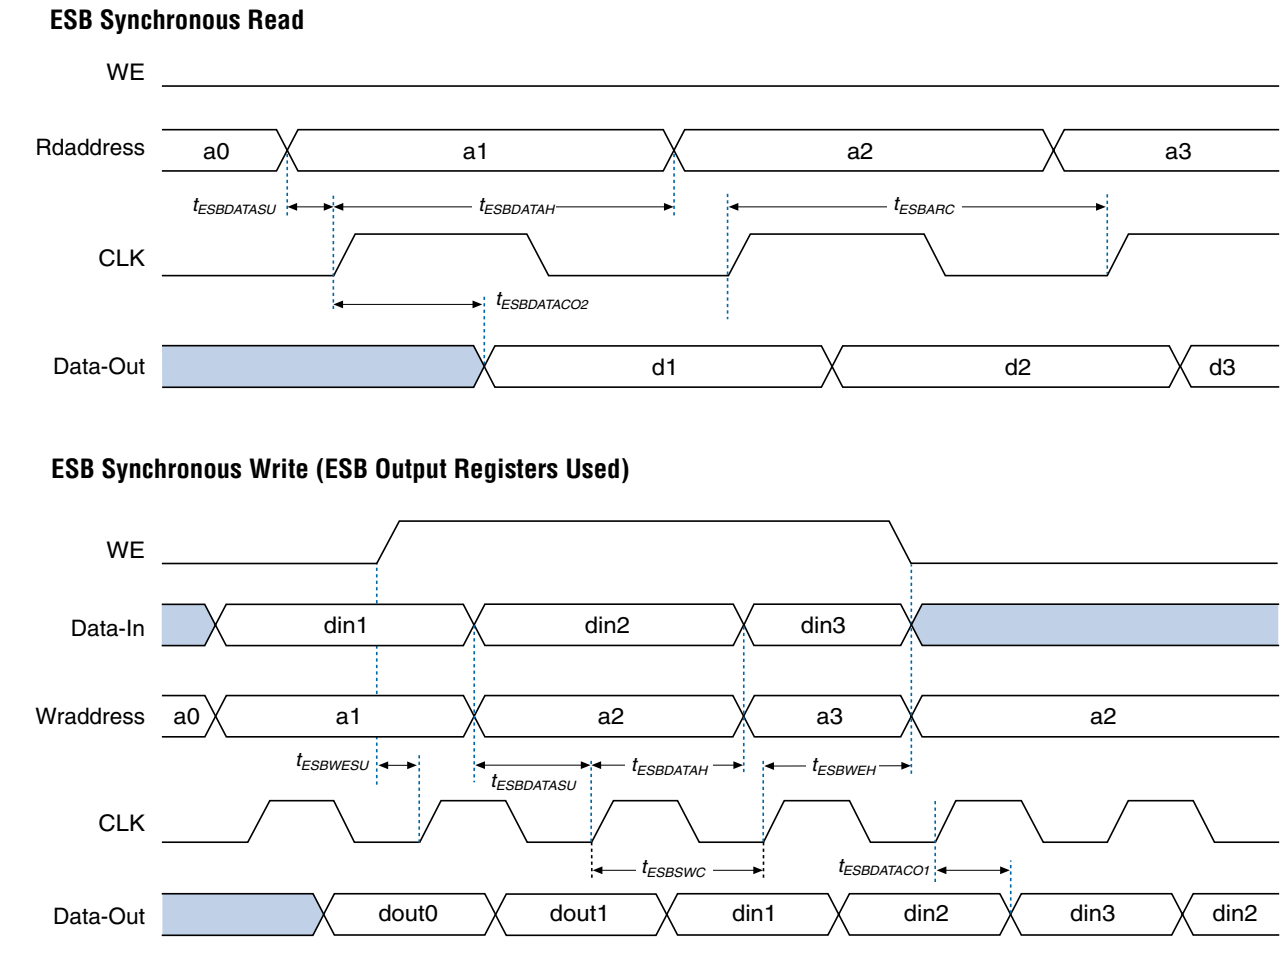 ESB Synchronous Read
WE
Rdaddress a0 a1 a2 a3
tESBDATASU tESBDATAH tESBARC
CLK
tESBDATACO2
Data-Out d1 d2 d3
ESB Synchronous Write (ESB Output Registers Used)
WE
Data-In din1 din2 din3
Wraddress a0 a1 a2 a3 a2
tESBWESU tESBDATASU tESBDATAH tESBWEH
CLK
tESBSWC tESBDATACO1
Data-Out dout0 dout1 din1 din2 din3 din2